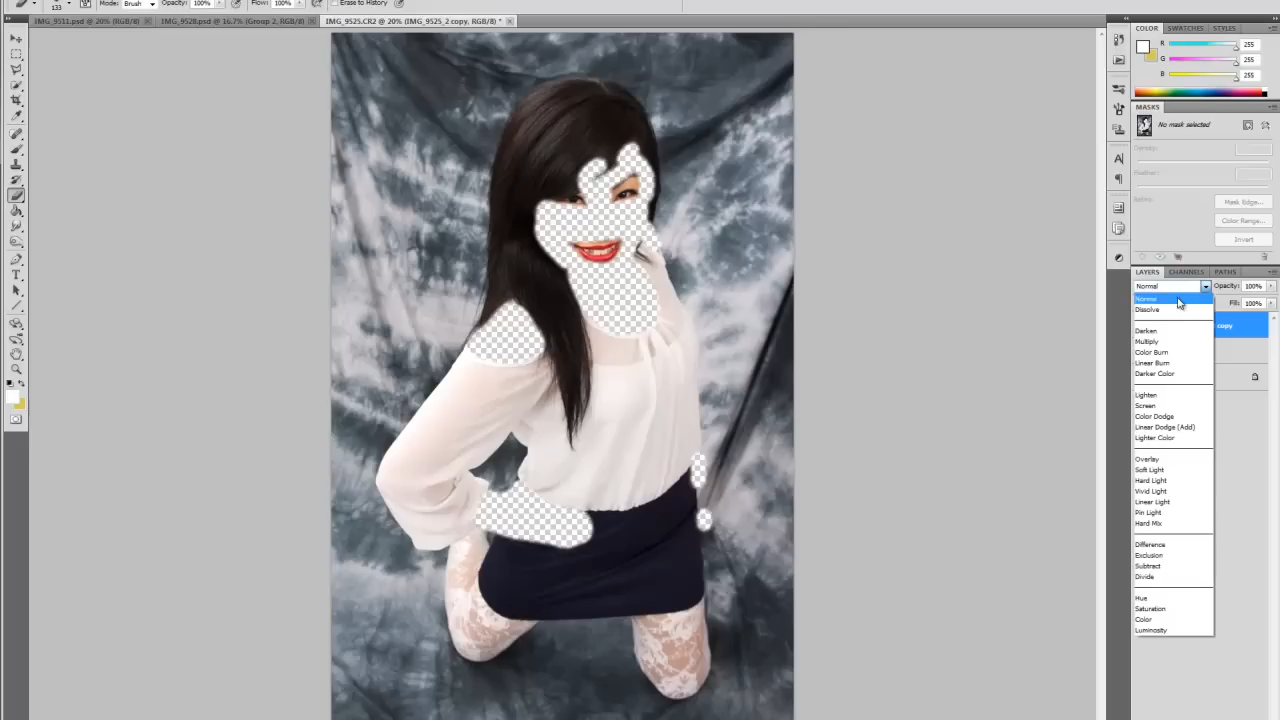 133 Mode: Brush Opacity: 100% Flow: 100% Erase to History
IMG_9511.psd @ 20% (RGB/8) IMG_9528.psd @ 16.7% (Group 2, RGB/8) IMG_9525.CR2 @ 20% (IMG_9525_2 copy, RGB/8) *
COLOR SWATCHES STYLES
R 255
G 255
B 255
MASKS
No mask selected
Density:
Feather:
Refine: Mask Edge...
Color Range...
Invert
LAYERS CHANNELS PATHS
Normal Opacity: 100%
Normal Fill: 100%
Dissolve
copy
Darken
Multiply
Color Burn
Linear Burn
Darker Color
Lighten
Screen
Color Dodge
Linear Dodge (Add)
Lighter Color
Overlay
Soft Light
Hard Light
Vivid Light
Linear Light
Pin Light
Hard Mix
Difference
Exclusion
Subtract
Divide
Hue
Saturation
Color
Luminosity